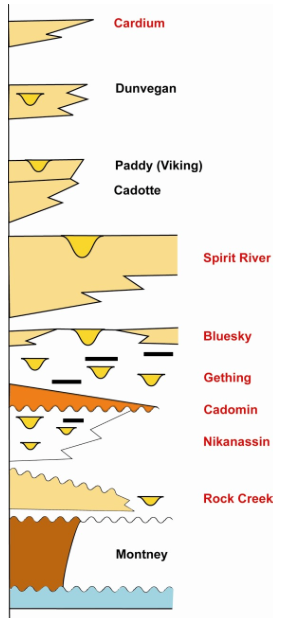 Cardium
Dunvegan
Paddy (Viking)
Cadotte
Spirit River
Bluesky
Gething
Cadomin
Nikanassin
Rock Creek
Montney